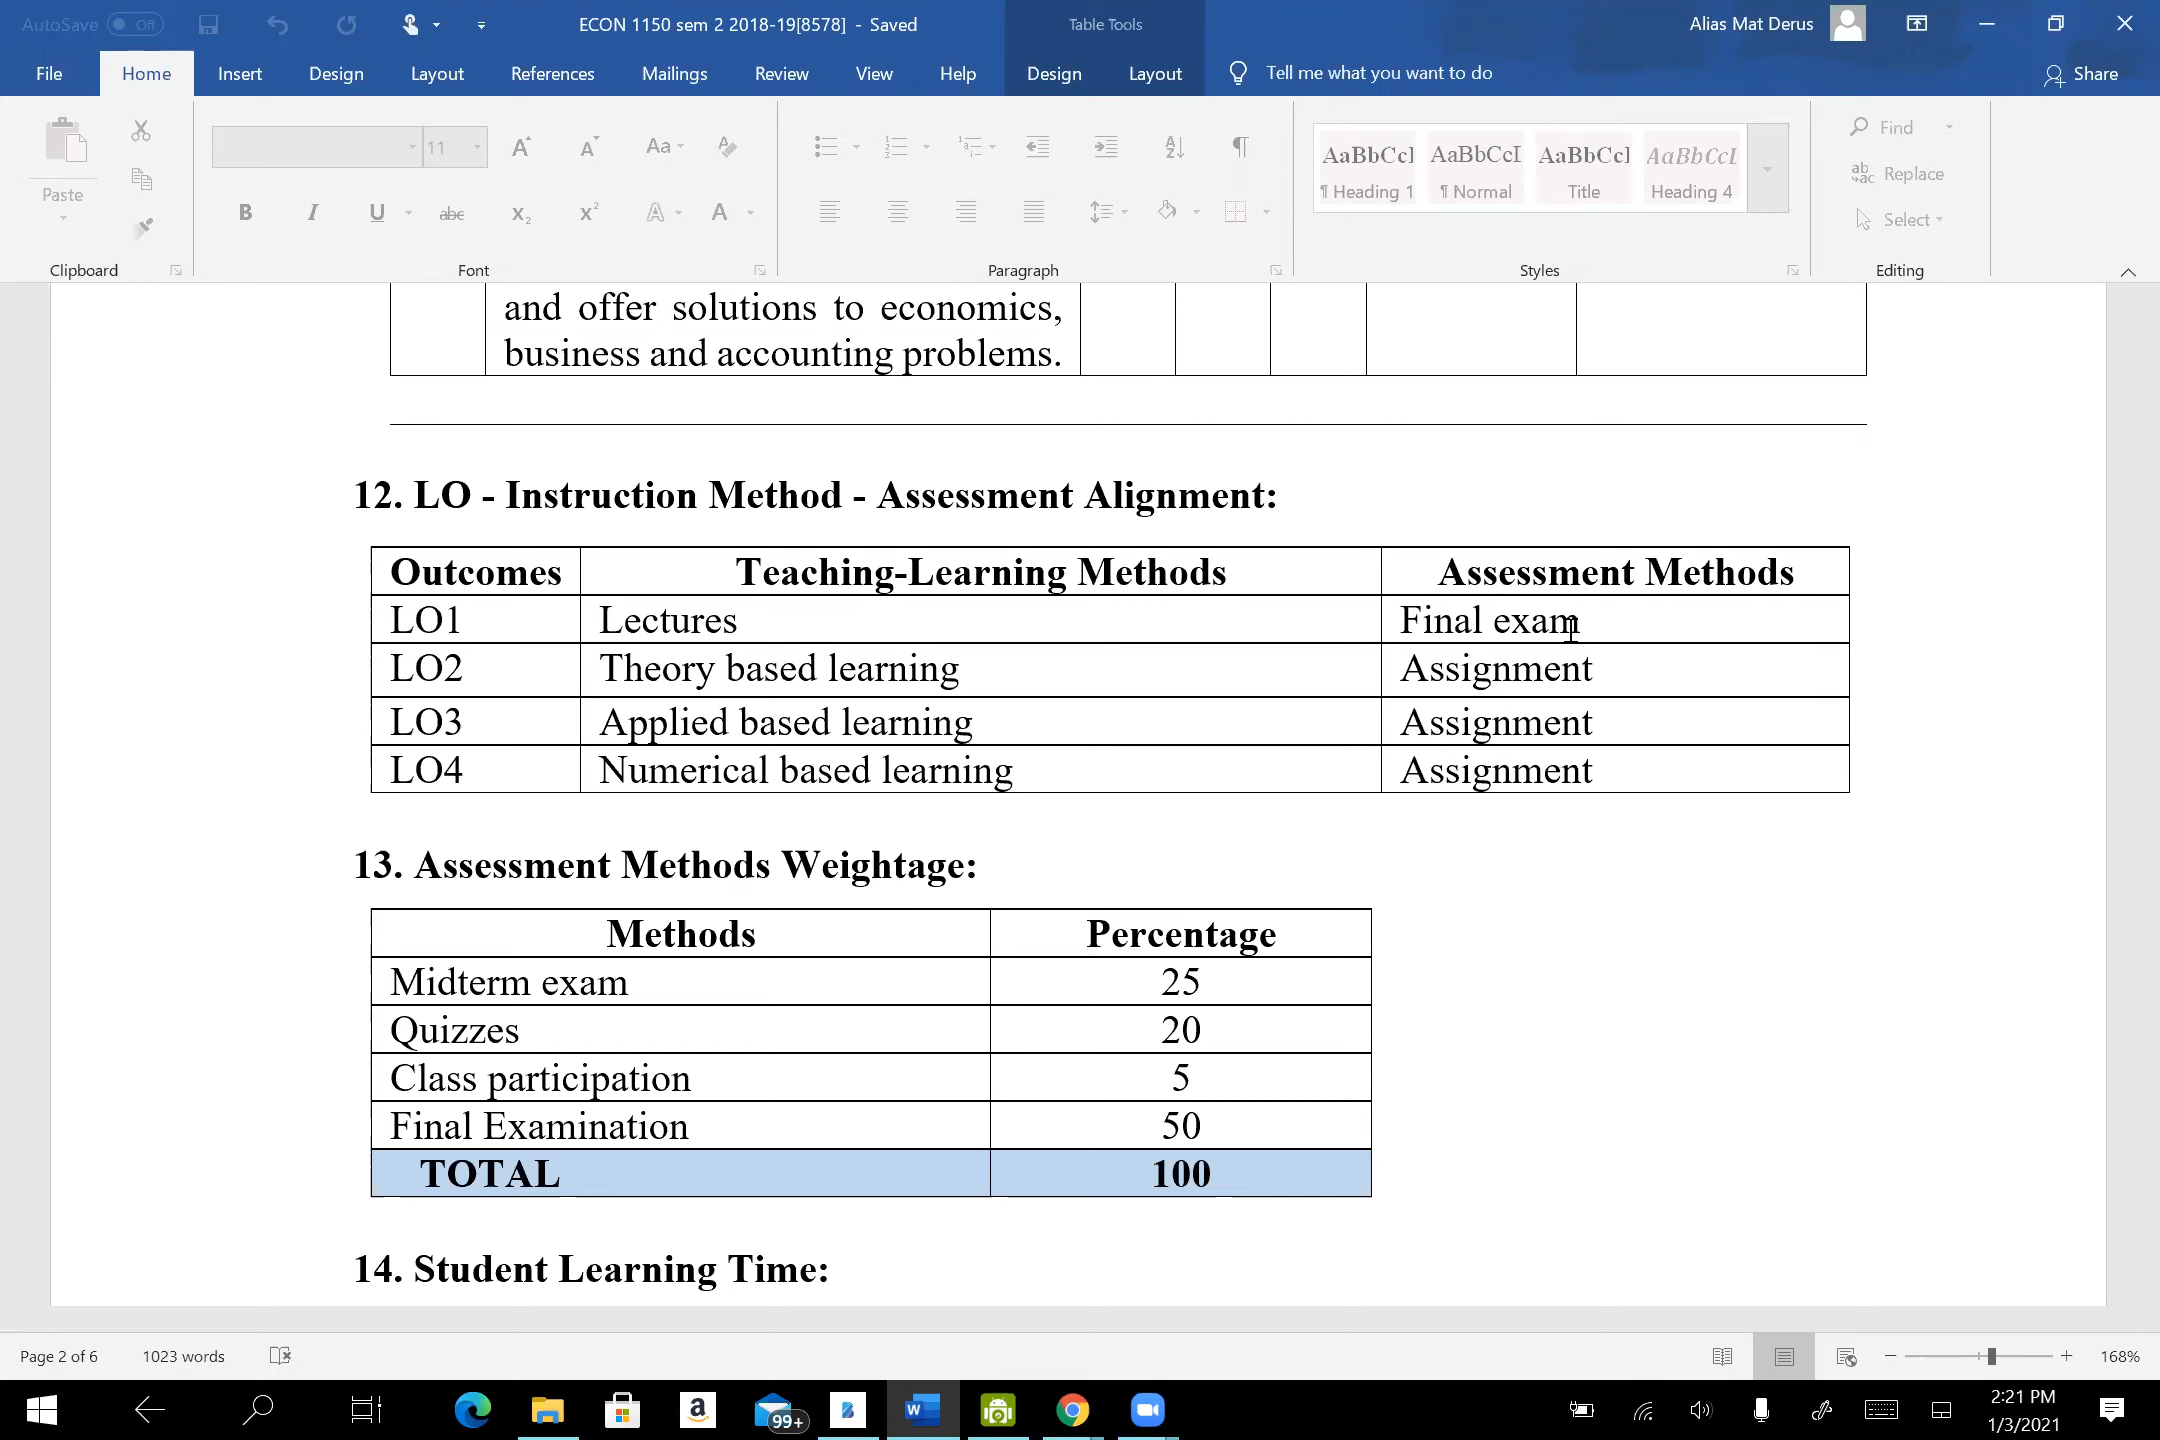 AutoSave Off
ECON 1150 sem 2 2018-19[8578] - Saved
Table Tools
Alias Mat Derus
File Home Insert Design Layout References Mailings Review View Help Design Layout Tell me what you want to do Share
Paste
11
Aa
B I U abc X₂ X² A A
AaBbCcI AaBbCcI AaBbCcI AaBbCcI
¶ Heading 1 ¶ Normal Title Heading 4
Find
Replace
Select
Clipboard Font Paragraph Styles Editing
and offer solutions to economics,
business and accounting problems.
12. LO - Instruction Method - Assessment Alignment:
Outcomes Teaching-Learning Methods Assessment Methods
LO1 Lectures Final exam
LO2 Theory based learning Assignment
LO3 Applied based learning Assignment
LO4 Numerical based learning Assignment
13. Assessment Methods Weightage:
Methods Percentage
Midterm exam 25
Quizzes 20
Class participation 5
Final Examination 50
TOTAL 100
14. Student Learning Time:
Page 2 of 6 1023 words 168%
99+
2:21 PM
1/3/2021